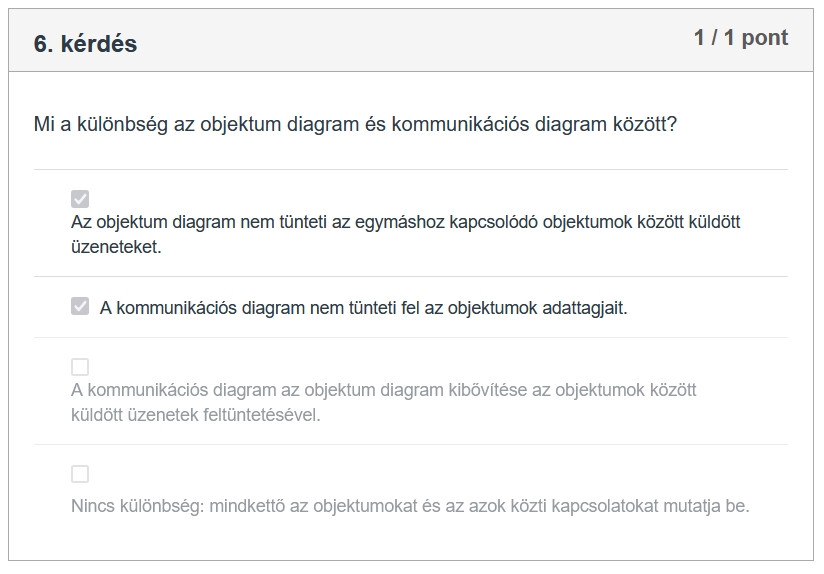 6. kérdés
1 / 1 pont
Mi a különbség az objektum diagram és kommunikációs diagram között?
Az objektum diagram nem tünteti az egymáshoz kapcsolódó objektumok között küldött
üzeneteket.
A kommunikációs diagram nem tünteti fel az objektumok adattagjait.
A kommunikációs diagram az objektum diagram kibővítése az objektumok között
küldött üzenetek feltüntetésével.
Nincs különbség: mindkettő az objektumokat és az azok közti kapcsolatokat mutatja be.